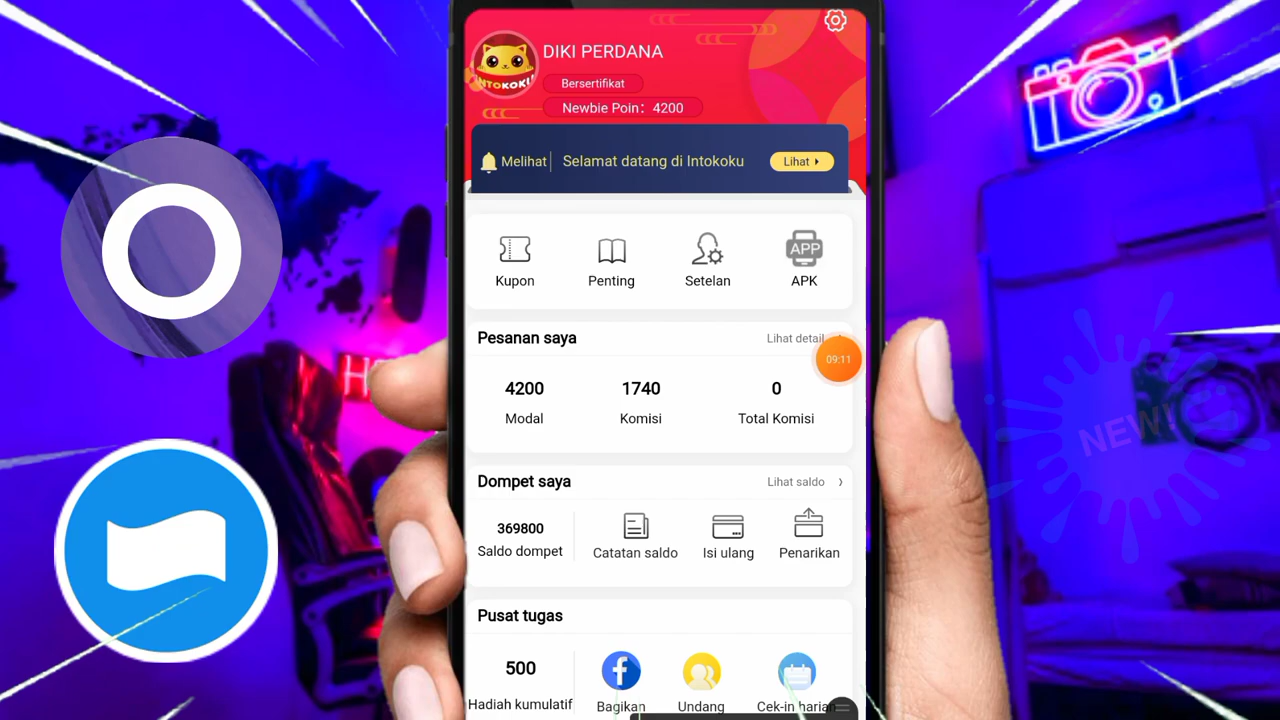 DIKI PERDANA
INTOKOKU
Bersertifikat
Newbie Poin: 4200
Melihat
Selamat datang di Intokoku
Lihat
Kupon
Penting
Setelan
APP
APK
Pesanan saya
Lihat detail
09:11
4200
1740
0
Modal
Komisi
Total Komisi
Dompet saya
Lihat saldo
369800
Saldo dompet
Catatan saldo
Isi ulang
Penarikan
Pusat tugas
500
Hadiah kumulatif
Bagikan
Undang
Cek-in harian
NEW!
H